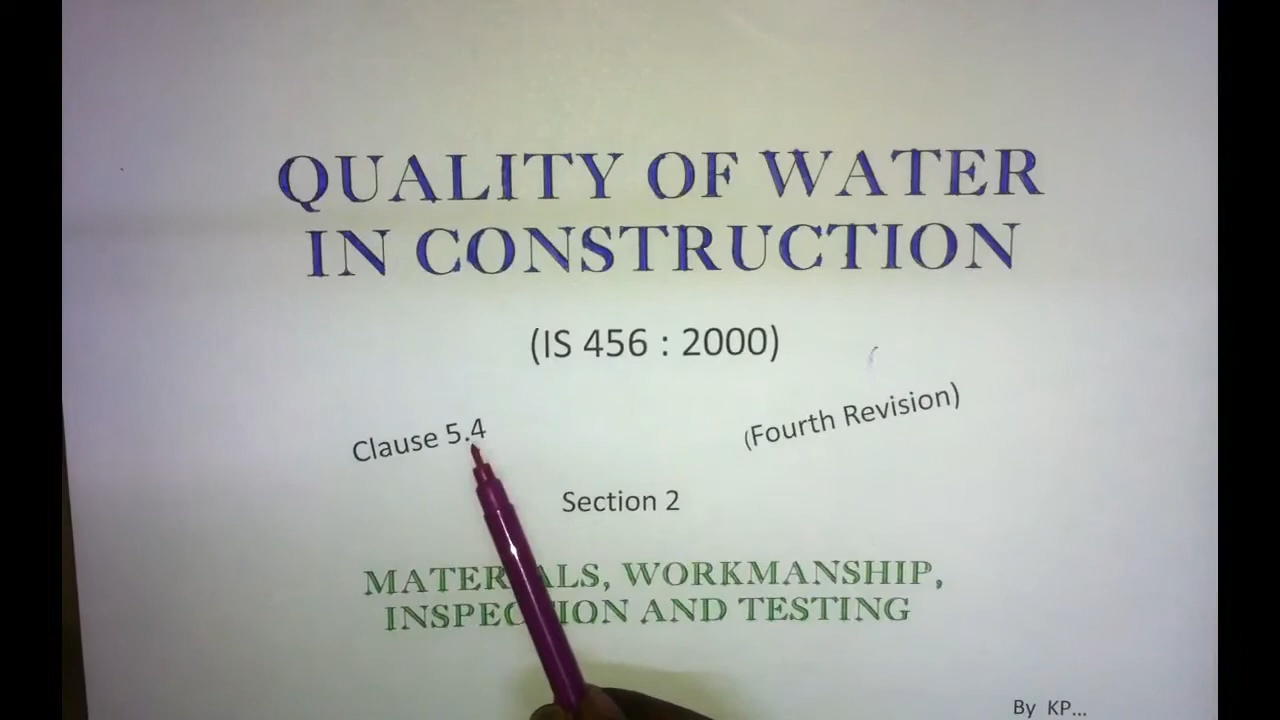 QUALITY OF WATER
IN CONSTRUCTION
(IS 456 : 2000)
Clause 5.4
(Fourth Revision)
Section 2
MATERIALS, WORKMANSHIP,
INSPECTION AND TESTING
By KP...